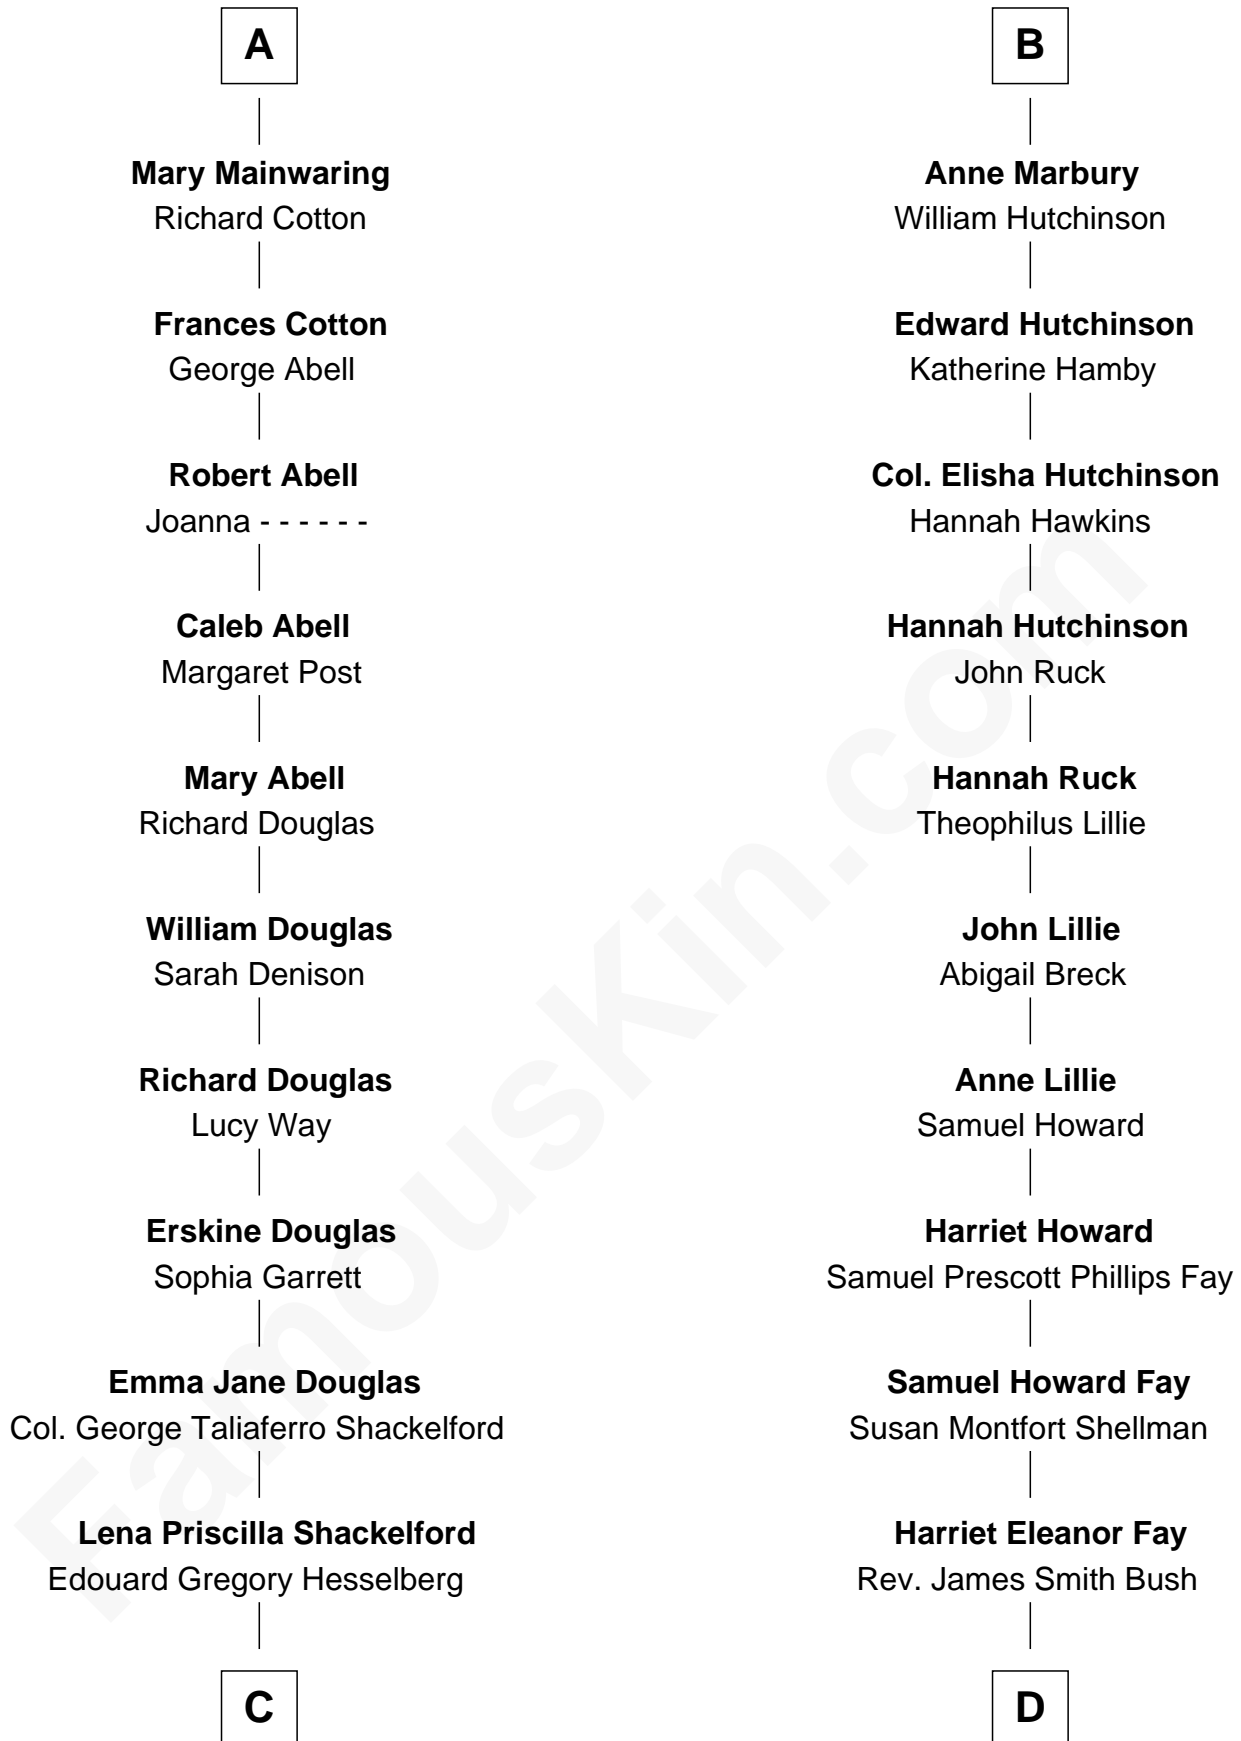 A
Mary Mainwaring
Richard Cotton
Frances Cotton
George Abell
Robert Abell
Joanna - - - - - -
Caleb Abell
Margaret Post
Mary Abell
Richard Douglas
William Douglas
Sarah Denison
Richard Douglas
Lucy Way
Erskine Douglas
Sophia Garrett
Emma Jane Douglas
Col. George Taliaferro Shackelford
Lena Priscilla Shackelford
Edouard Gregory Hesselberg
C
B
Anne Marbury
William Hutchinson
Edward Hutchinson
Katherine Hamby
Col. Elisha Hutchinson
Hannah Hawkins
Hannah Hutchinson
John Ruck
Hannah Ruck
Theophilus Lillie
John Lillie
Abigail Breck
Anne Lillie
Samuel Howard
Harriet Howard
Samuel Prescott Phillips Fay
Samuel Howard Fay
Susan Montfort Shellman
Harriet Eleanor Fay
Rev. James Smith Bush
D
FamousKin.com